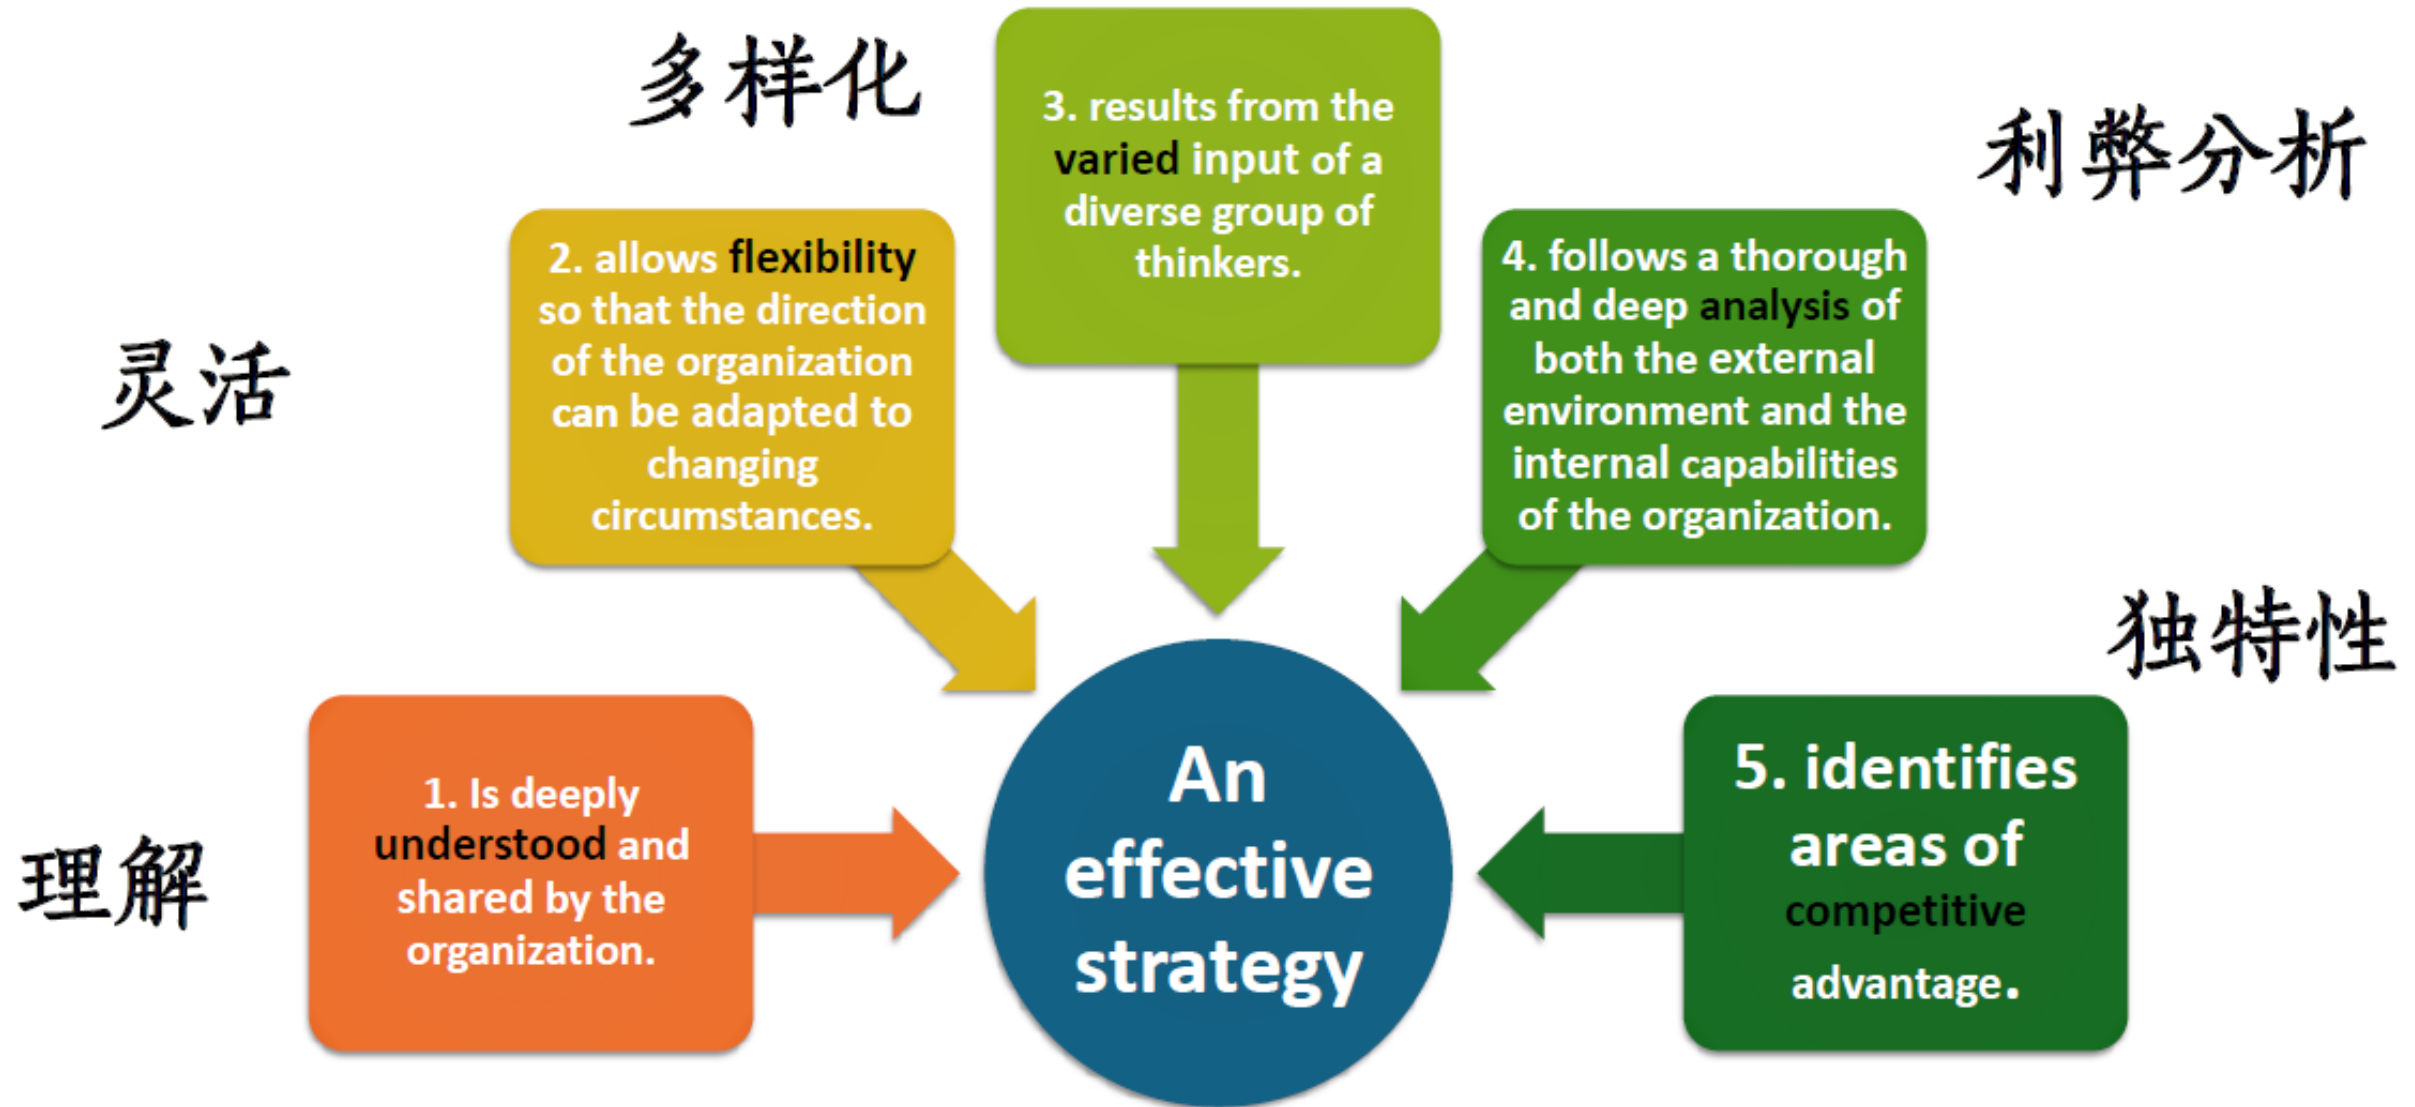 多样化
3. results from the
varied input of a
diverse group of
thinkers.
利弊分析
2. allows flexibility
so that the direction
of the organization
can be adapted to
changing
circumstances.
4. follows a thorough
and deep analysis of
both the external
environment and the
internal capabilities
of the organization.
灵活
独特性
1. Is deeply
understood and
shared by the
organization.
理解
An
effective
strategy
5. identifies
areas of
competitive
advantage.